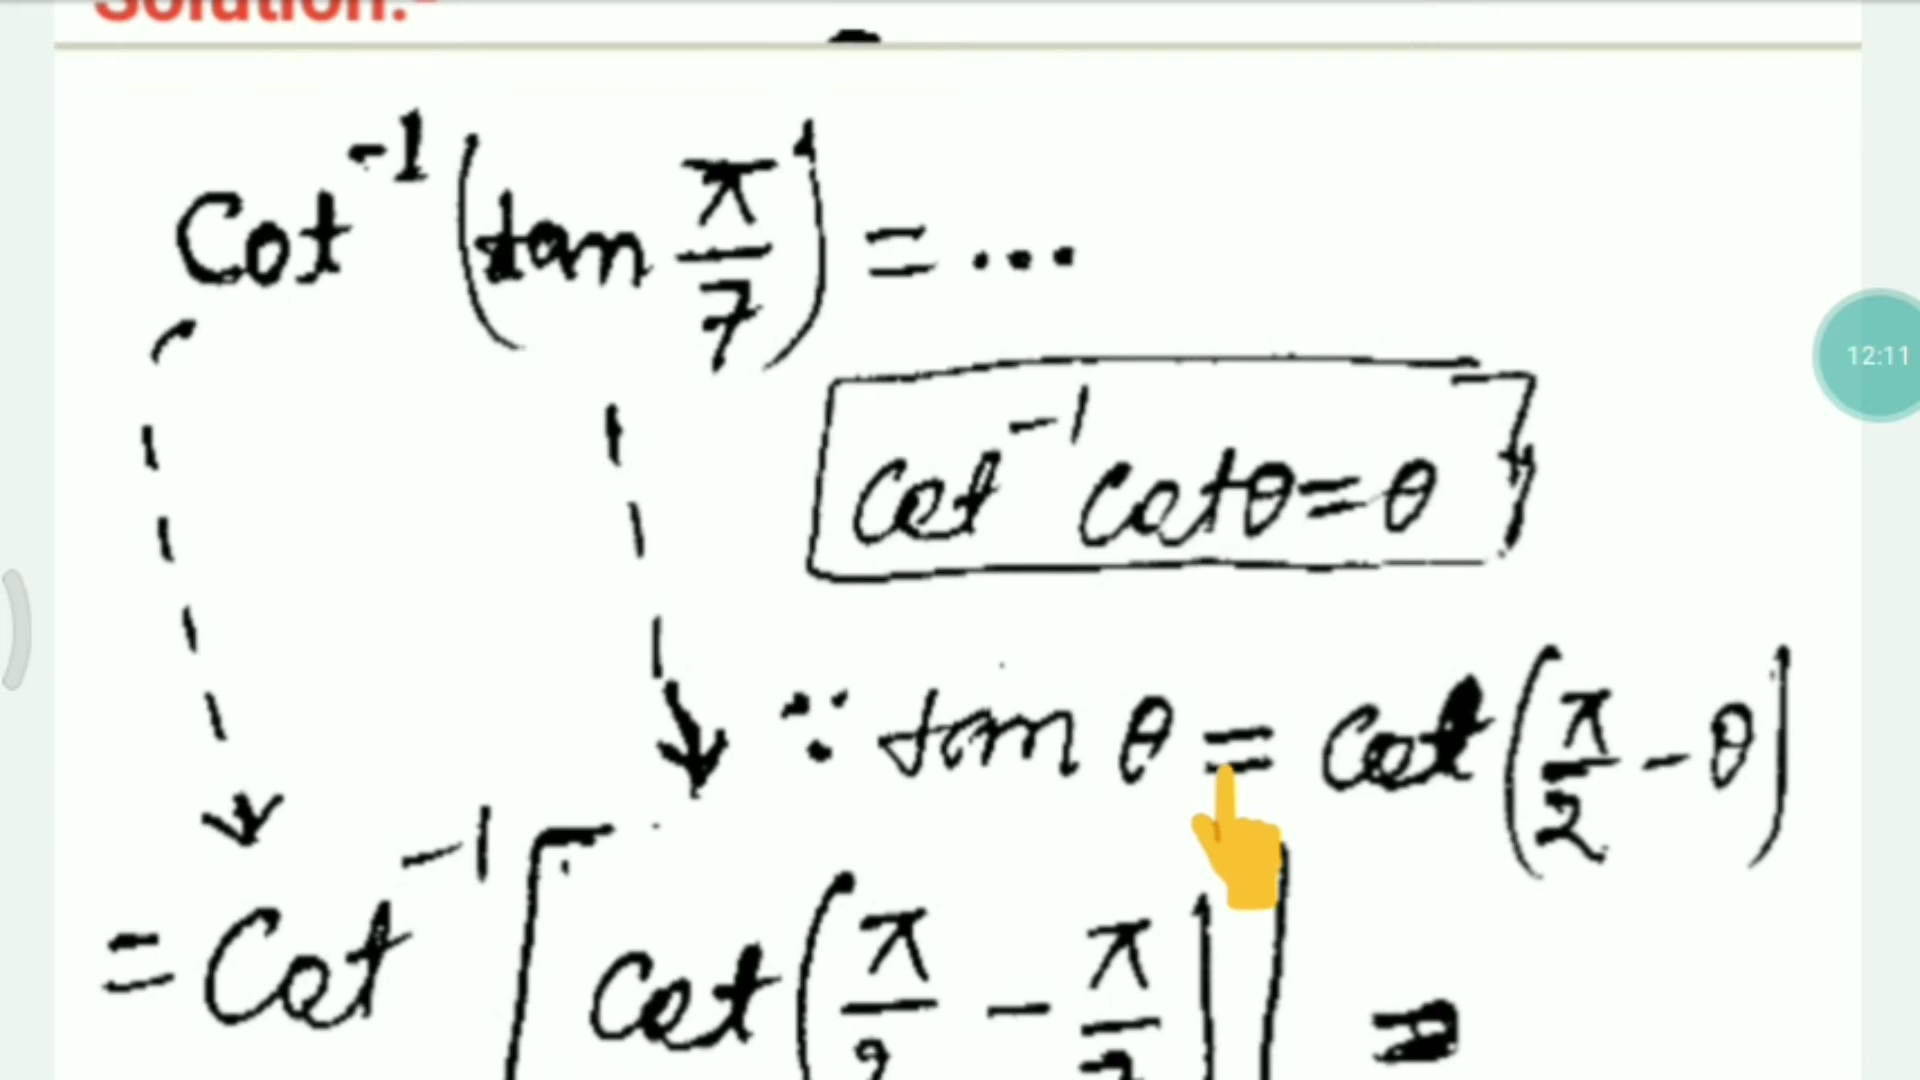 Solution:-
Cot⁻¹(tan π/7) = ...
12:11
Cot⁻¹ Cotθ = θ
∵ tan θ = Cot(π/2 - θ)
= Cot⁻¹[Cot(π/2 - π/7)] =